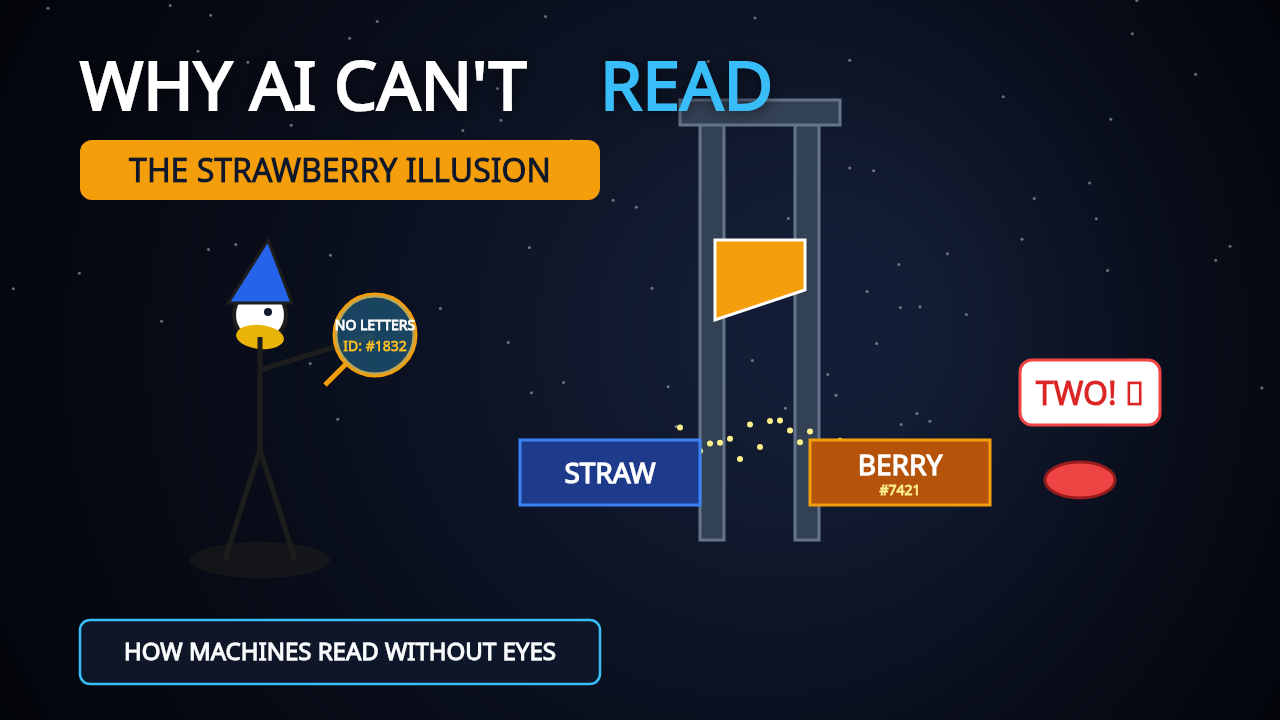 WHY AI CAN'T READ
THE STRAWBERRY ILLUSION
NO LETTERS
ID: #1832
TWO! 
STRAW
BERRY
#7421
HOW MACHINES READ WITHOUT EYES